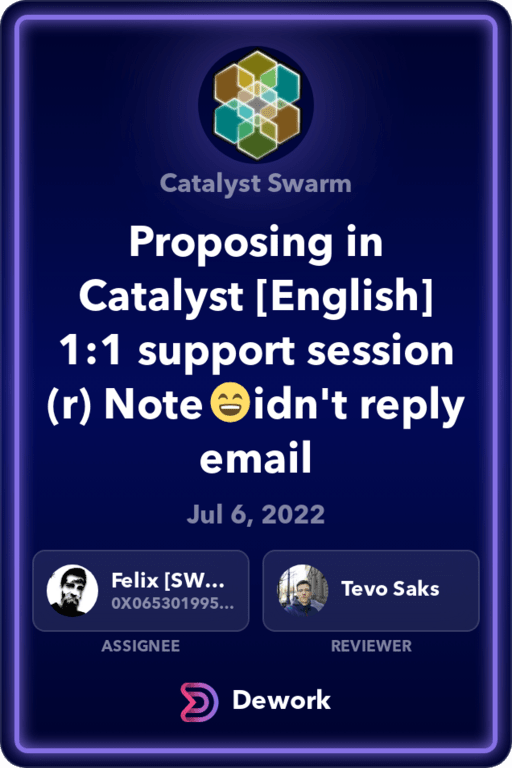 Catalyst Swarm
Proposing in
Catalyst [English]
1:1 support session
(r) Note😄idn't reply
email
Jul 6, 2022
Felix [SW...
0X065301995...
Tevo Saks
ASSIGNEE
REVIEWER
Dework